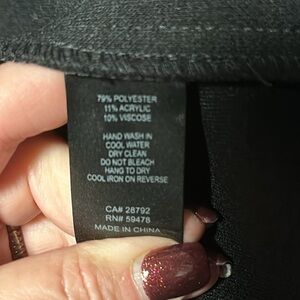 79% POLYESTER
11% ACRYLIC
10% VISCOSE
HAND WASH IN
COOL WATER
DRY CLEAN
DO NOT BLEACH
HANG TO DRY
COOL IRON ON REVERSE
CA# 28792
RN# 59478
MADE IN CHINA